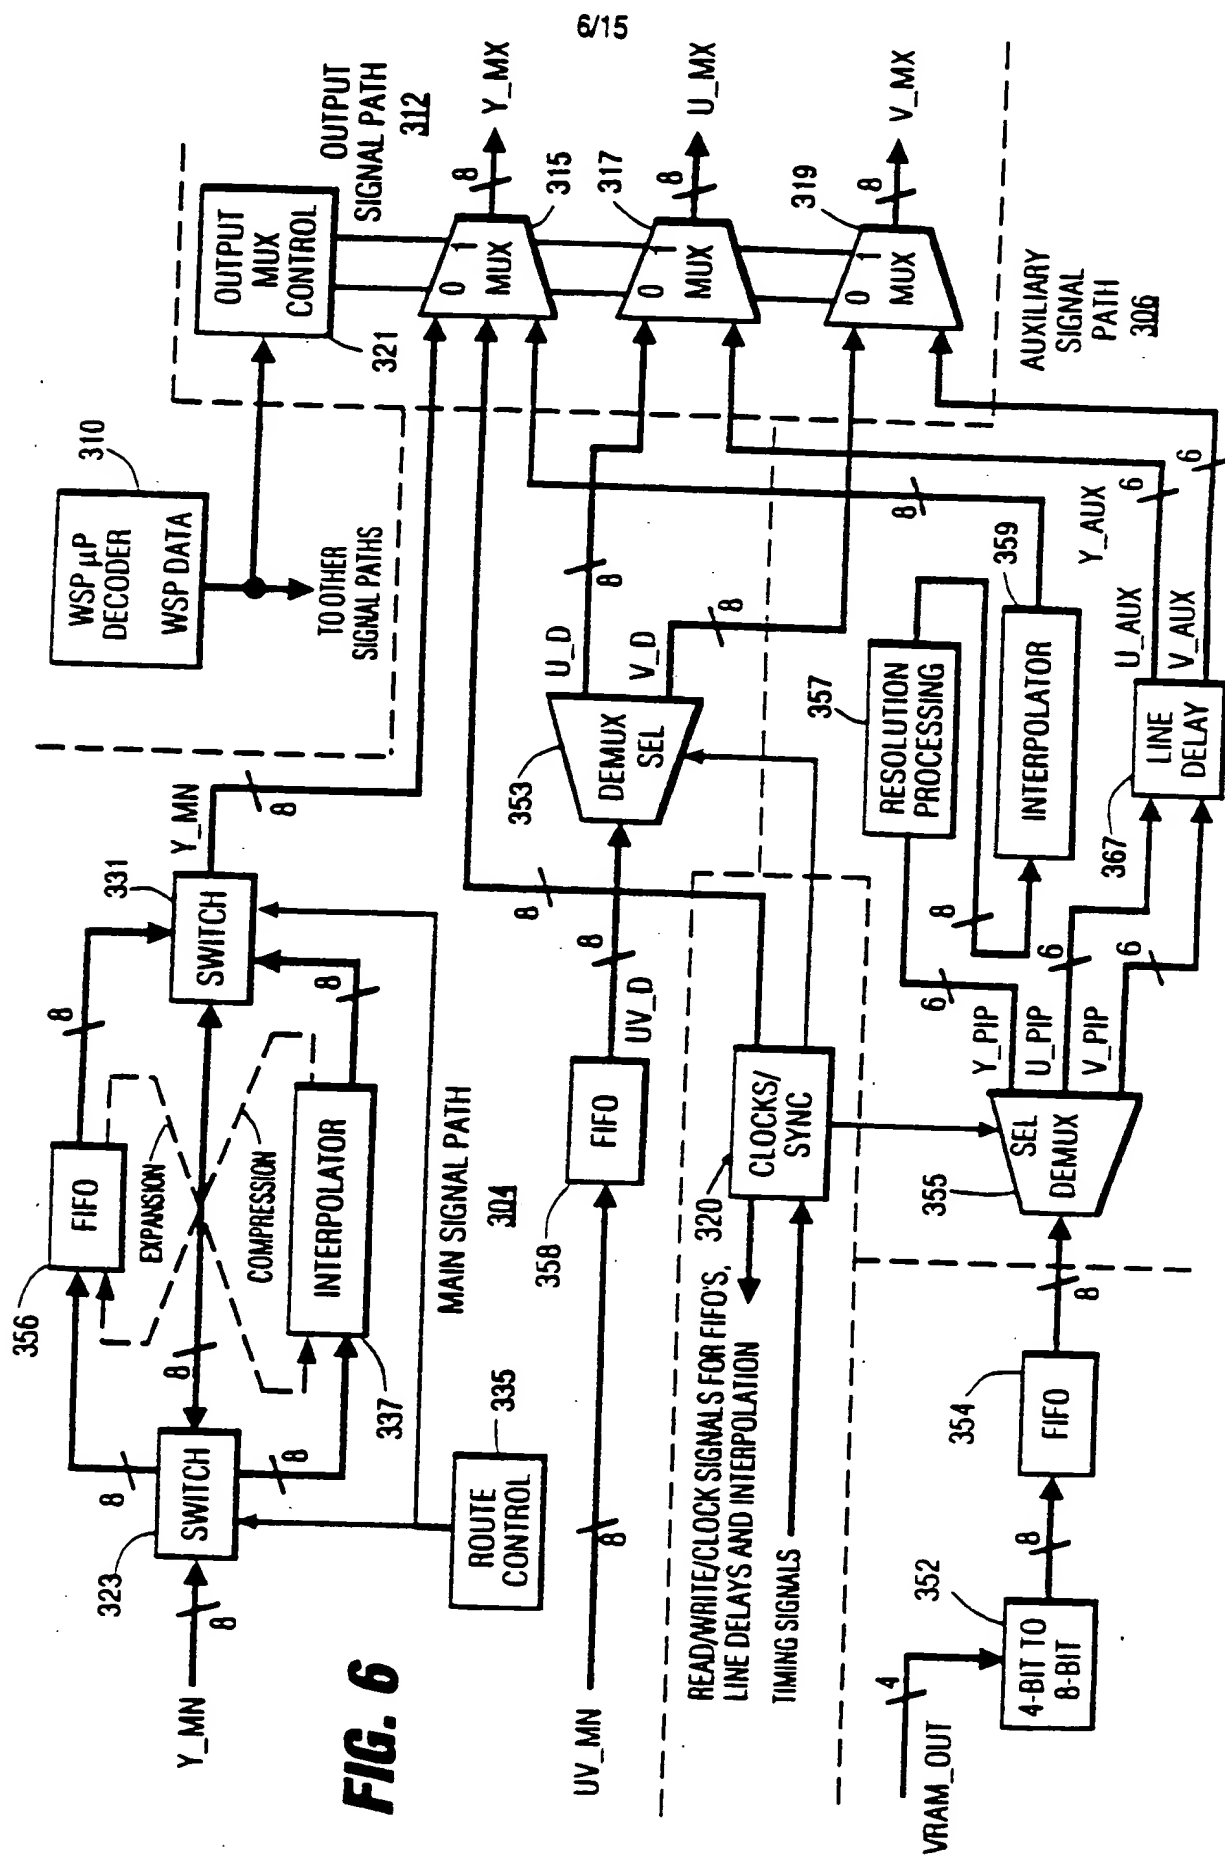 6/15
FIG. 6
Y_MN
8
323
SWITCH
8
8
356
FIFO
8
EXPANSION
8
COMPRESSION
INTERPOLATOR
337
8
331
SWITCH
Y_MN
8
ROUTE
CONTROL
335
MAIN SIGNAL PATH
304
WSP µP
DECODER
WSP DATA
310
TO OTHER
SIGNAL PATHS
OUTPUT
MUX
CONTROL
321
OUTPUT
SIGNAL PATH
312
0
1
MUX
315
8
Y_MX
0
1
MUX
317
8
U_MX
0
1
MUX
319
8
V_MX
UV_MN
8
358
FIFO
UV_D
8
353
DEMUX
SEL
U_D
8
V_D
8
READ/WRITE/CLOCK SIGNALS FOR FIFO'S,
LINE DELAYS AND INTERPOLATION
TIMING SIGNALS
320
CLOCKS/
SYNC
8
VRAM_OUT
4
352
4-BIT TO
8-BIT
8
354
FIFO
8
355
SEL
DEMUX
Y_PIP
6
U_PIP
6
V_PIP
6
357
RESOLUTION
PROCESSING
8
INTERPOLATOR
359
8
Y_AUX
367
LINE
DELAY
U_AUX
6
V_AUX
6
AUXILIARY
SIGNAL
PATH
306